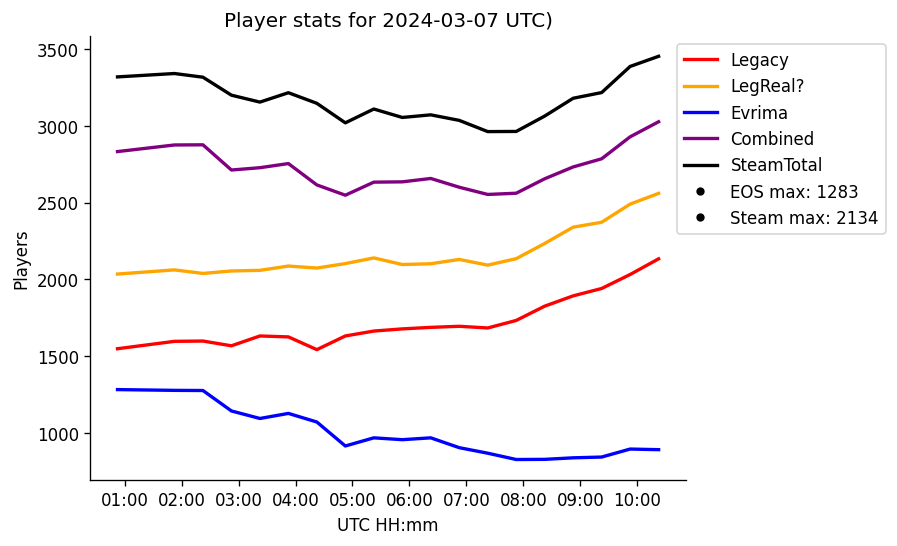 Player stats for 2024-03-07 UTC)
3500
3000
2500
2000
1500
1000
Players
01:00 02:00 03:00 04:00 05:00 06:00 07:00 08:00 09:00 10:00
UTC HH:mm
Legacy
LegReal?
Evrima
Combined
SteamTotal
EOS max: 1283
Steam max: 2134